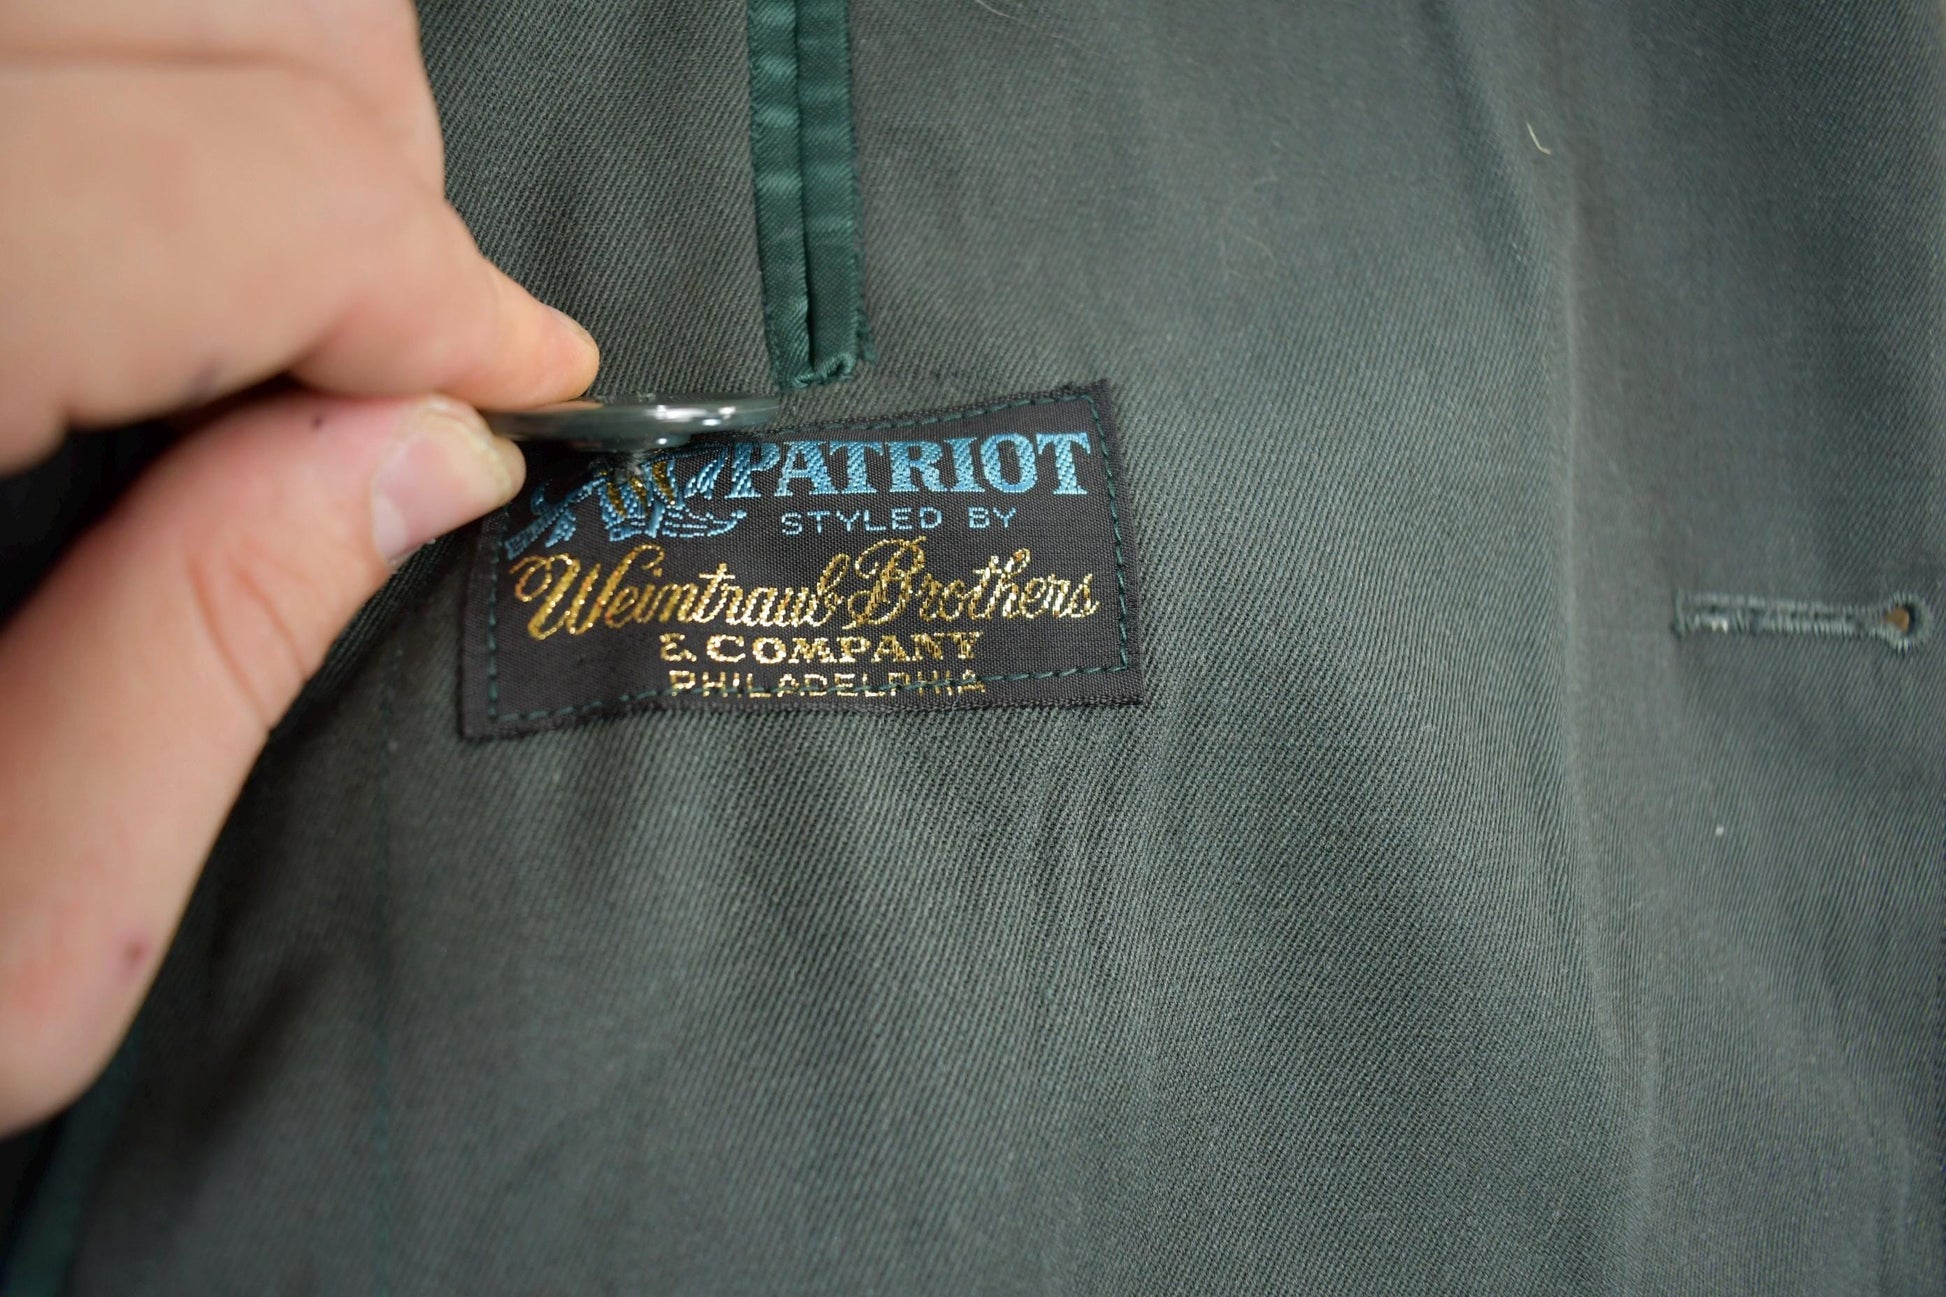 PATRIOT
STYLED BY
Weintraub Brothers
& COMPANY
PHILADELPHIA